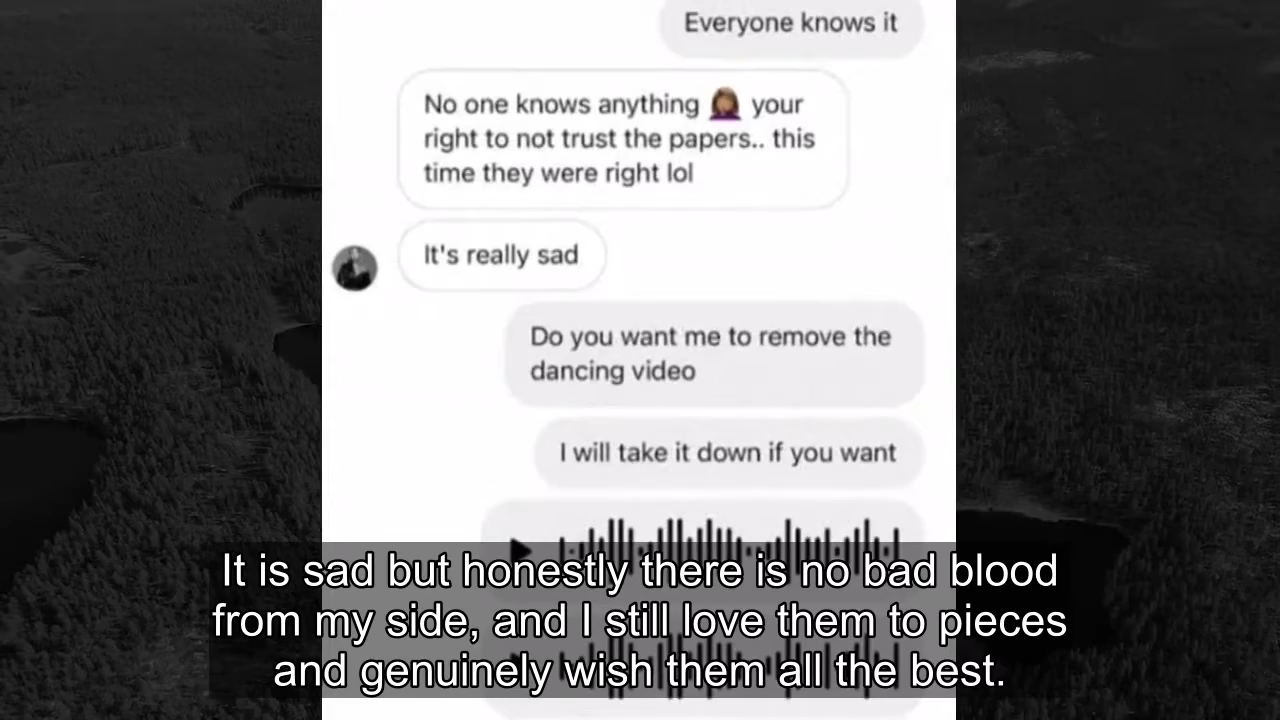 Everyone knows it
No one knows anything 🤦🏽‍♀️ your
right to not trust the papers.. this
time they were right lol
It's really sad
Do you want me to remove the
dancing video
I will take it down if you want
It is sad but honestly there is no bad blood
from my side, and I still love them to pieces
and genuinely wish them all the best.